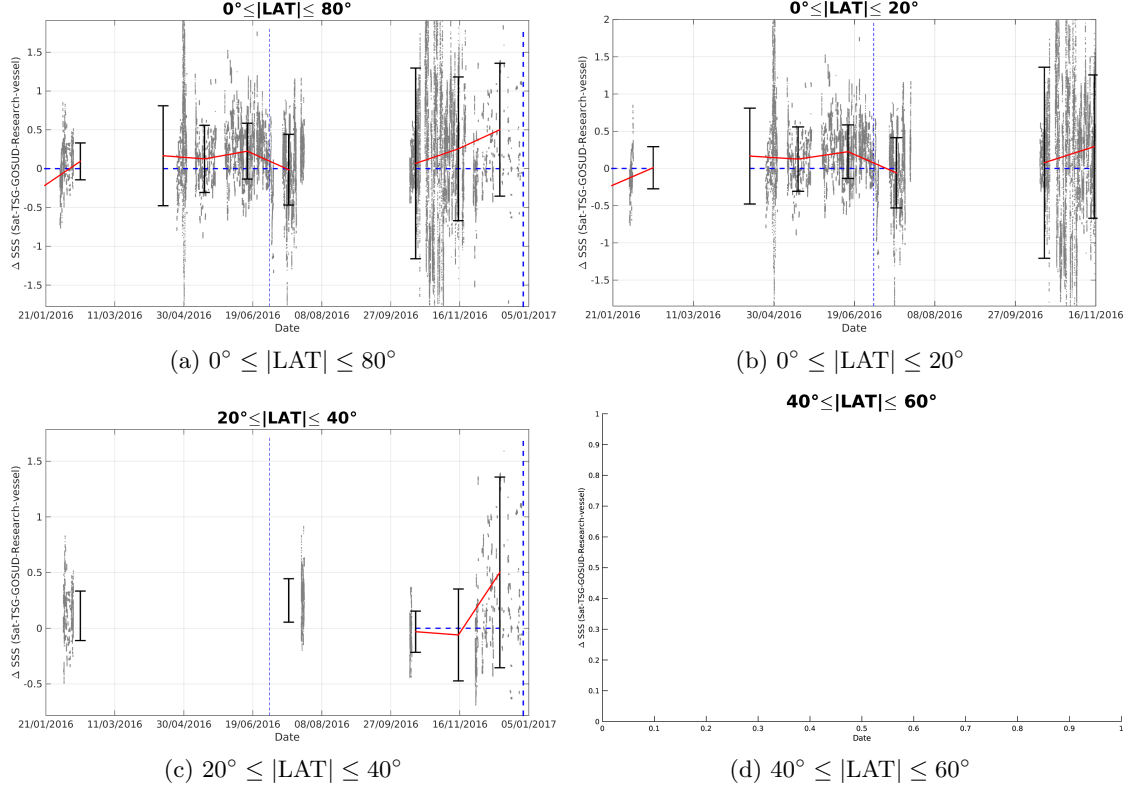 0°≤|LAT|≤ 80°
Δ SSS (Sat-TSG-GOSUD-Research-vessel)
1.5
1
0.5
0
-0.5
-1
-1.5
21/01/2016 11/03/2016 30/04/2016 19/06/2016 08/08/2016 27/09/2016 16/11/2016 05/01/2017
Date
(a) 0° ≤ |LAT| ≤ 80°
0°≤|LAT|≤ 20°
Δ SSS (Sat-TSG-GOSUD-Research-vessel)
2
1.5
1
0.5
0
-0.5
-1
-1.5
21/01/2016 11/03/2016 30/04/2016 19/06/2016 08/08/2016 27/09/2016 16/11/2016
Date
(b) 0° ≤ |LAT| ≤ 20°
20°≤|LAT|≤ 40°
Δ SSS (Sat-TSG-GOSUD-Research-vessel)
1.5
1
0.5
0
-0.5
21/01/2016 11/03/2016 30/04/2016 19/06/2016 08/08/2016 27/09/2016 16/11/2016 05/01/2017
Date
(c) 20° ≤ |LAT| ≤ 40°
40°≤|LAT|≤ 60°
Δ SSS (Sat-TSG-GOSUD-Research-vessel)
1
0.9
0.8
0.7
0.6
0.5
0.4
0.3
0.2
0.1
0
0 0.1 0.2 0.3 0.4 0.5 0.6 0.7 0.8 0.9 1
Date
(d) 40° ≤ |LAT| ≤ 60°